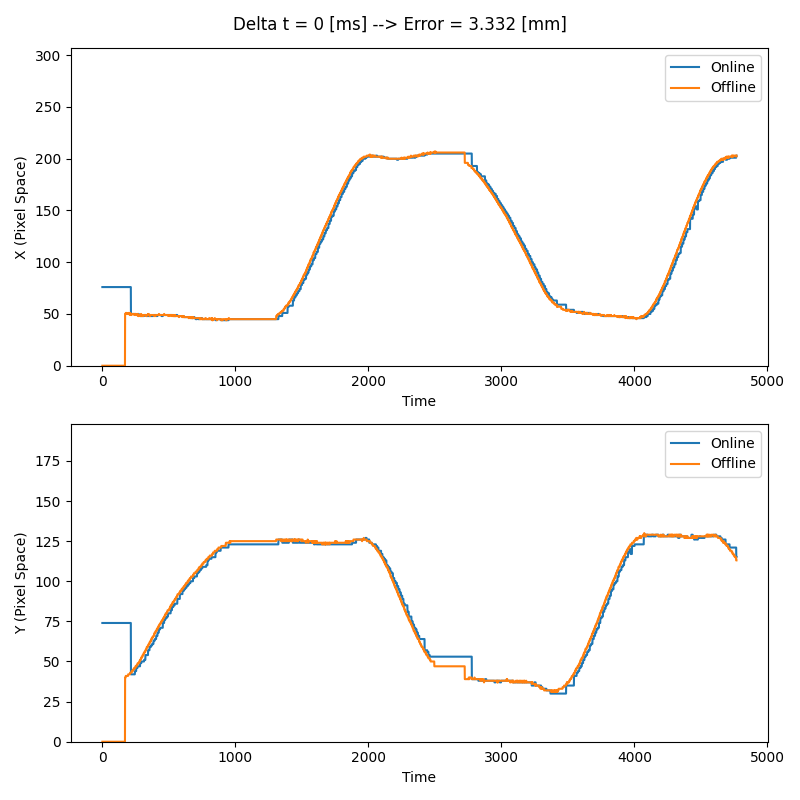 Delta t = 0 [ms] --> Error = 3.332 [mm]
300
250
200
150
100
50
0
X (Pixel Space)
Online
Offline
0 1000 2000 3000 4000 5000
Time
175
150
125
100
75
50
25
0
Y (Pixel Space)
Online
Offline
0 1000 2000 3000 4000 5000
Time